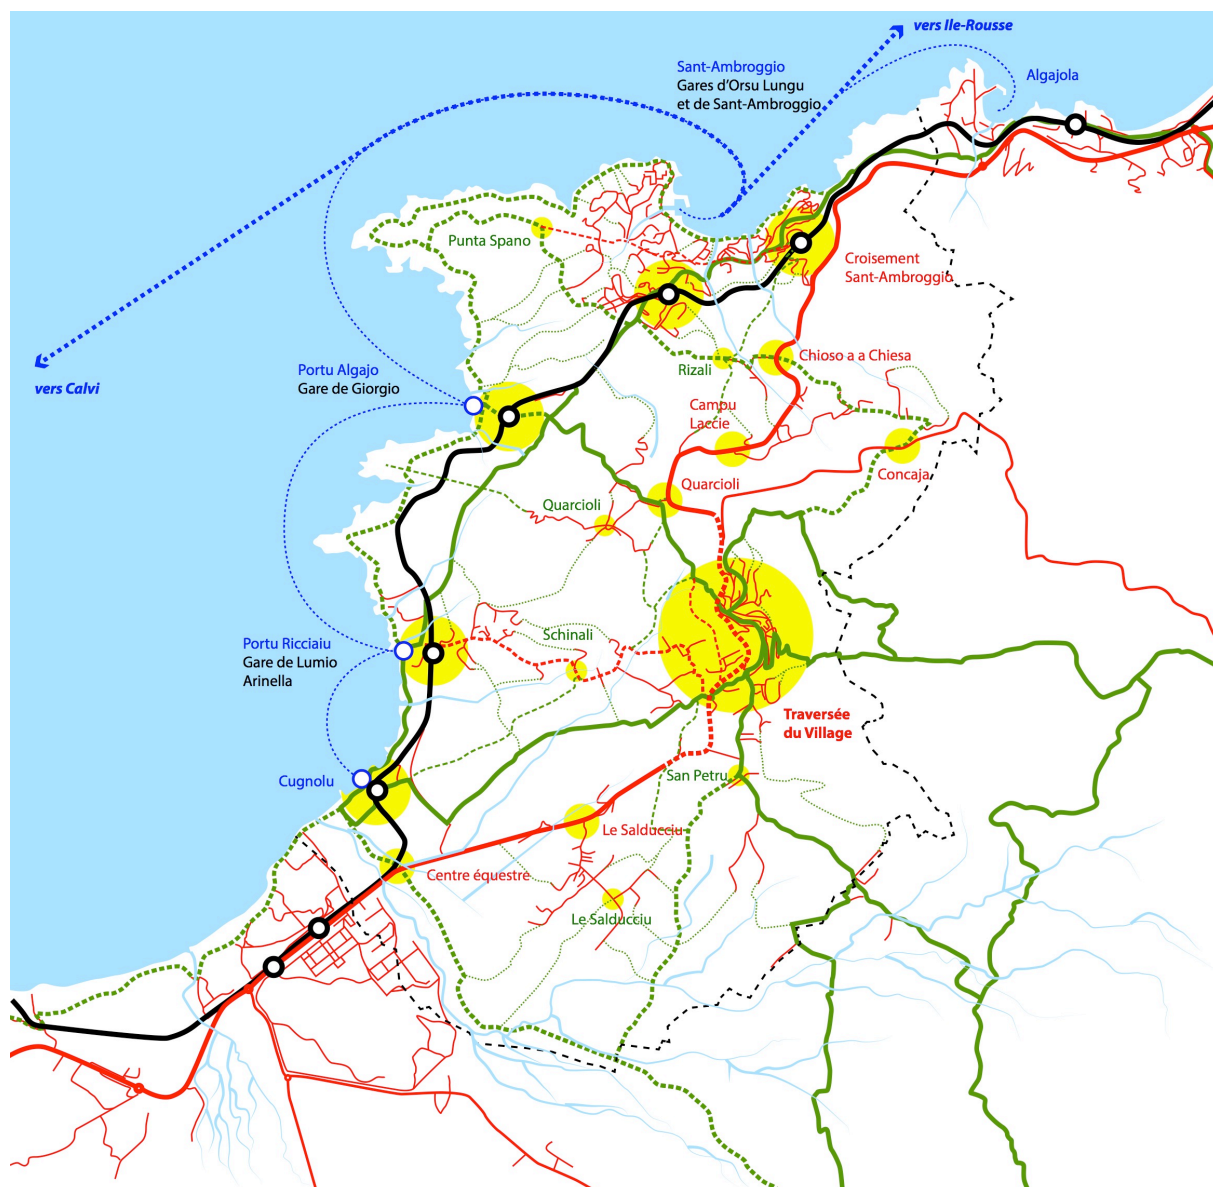 vers Ile-Rousse
Sant-Ambroggio
Gares d'Orsu Lungu
et de Sant-Ambroggio
Algajola
Punta Spano
Croisement
Sant-Ambroggio
vers Calvi
Portu Algajo
Gare de Giorgio
Rizali
Chioso a a Chiesa
Campu
Laccie
Concaja
Quarcioli
Quarcioli
Schinali
Portu Ricciaiu
Gare de Lumio
Arinella
Traversée
du Village
Cugnolu
San Petru
Le Salducciu
Centre équestre
Le Salducciu